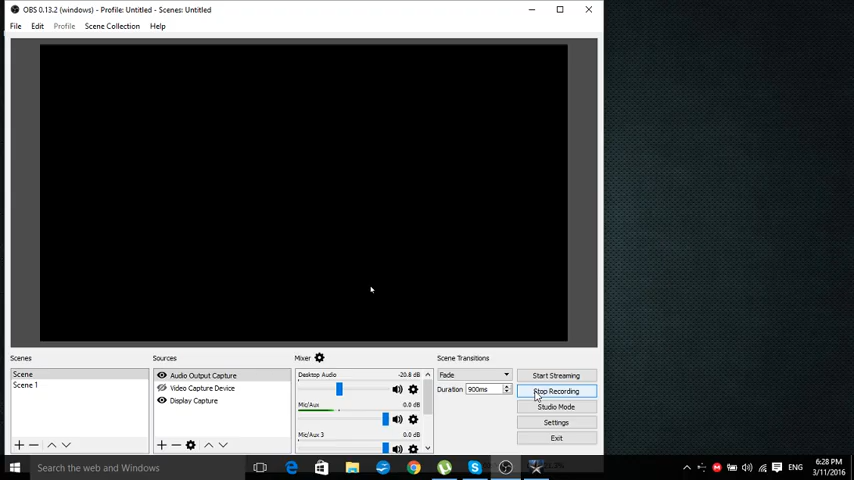 OBS 0.13.2 (windows) - Profile: Untitled - Scenes: Untitled
File Edit Profile Scene Collection Help
Scenes Sources Mixer Scene Transitions
Scene
Scene 1
Audio Output Capture
Video Capture Device
Display Capture
Desktop Audio -20.8 dB
Mic/Aux 0.0 dB
Mic/Aux 3 0.0 dB
Fade
Duration 900ms
Start Streaming
Stop Recording
Studio Mode
Settings
Exit
Search the web and Windows
ENG
6:28 PM
3/11/2016